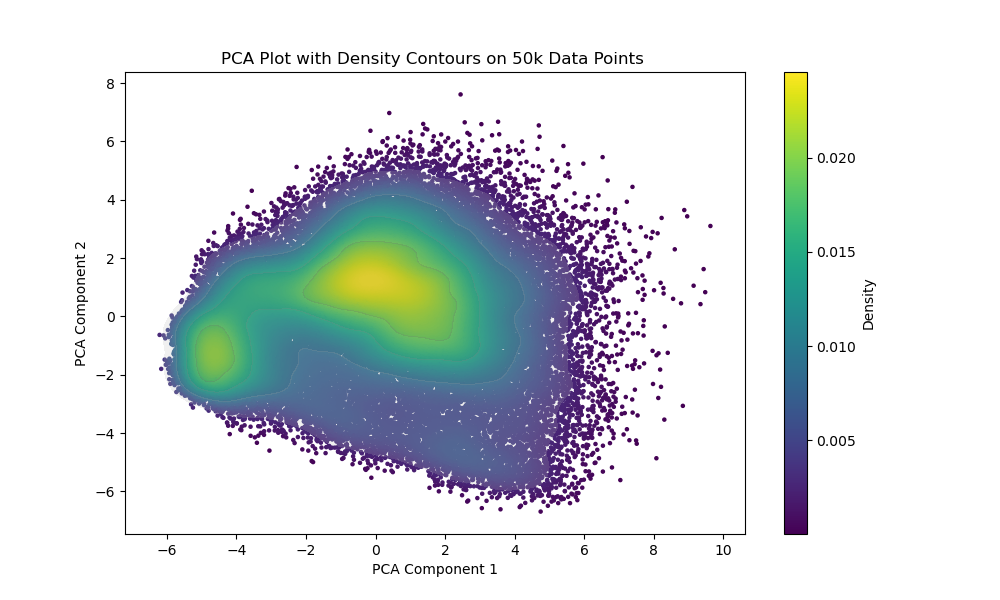 PCA Plot with Density Contours on 50k Data Points
8
6
4
2
0
−2
−4
−6
PCA Component 2
−6 −4 −2 0 2 4 6 8 10
PCA Component 1
0.020
0.015
0.010
0.005
Density